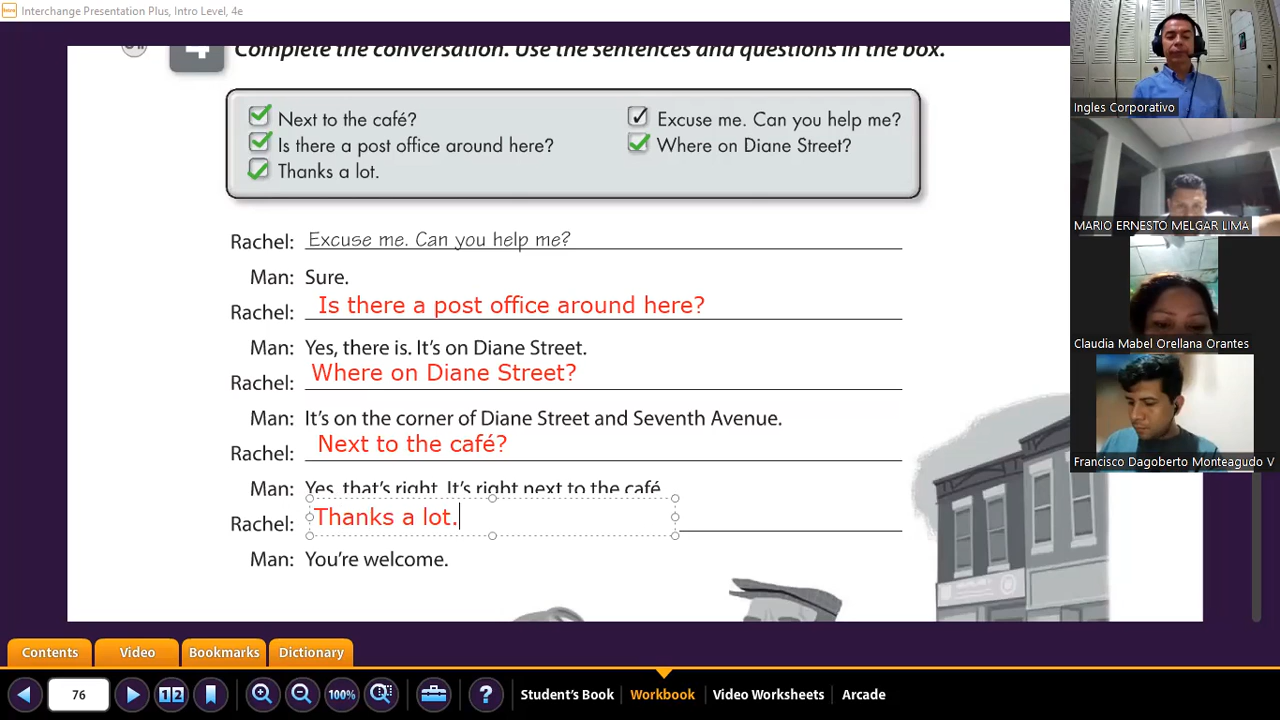 Interchange Presentation Plus, Intro Level, 4e
4 Complete the conversation. Use the sentences and questions in the box.
Next to the café?
Is there a post office around here?
Thanks a lot.
Excuse me. Can you help me?
Where on Diane Street?
Rachel: Excuse me. Can you help me?
Man: Sure.
Rachel: Is there a post office around here?
Man: Yes, there is. It's on Diane Street.
Rachel: Where on Diane Street?
Man: It's on the corner of Diane Street and Seventh Avenue.
Rachel: Next to the café?
Man: Yes, that's right. It's right next to the café.
Rachel: Thanks a lot.
Man: You're welcome.
Ingles Corporativo
MARIO ERNESTO MELGAR LIMA
Claudia Mabel Orellana Orantes
Francisco Dagoberto Monteagudo V
Contents
Video
Bookmarks
Dictionary
76
1 2
100%
?
Student's Book
Workbook
Video Worksheets
Arcade